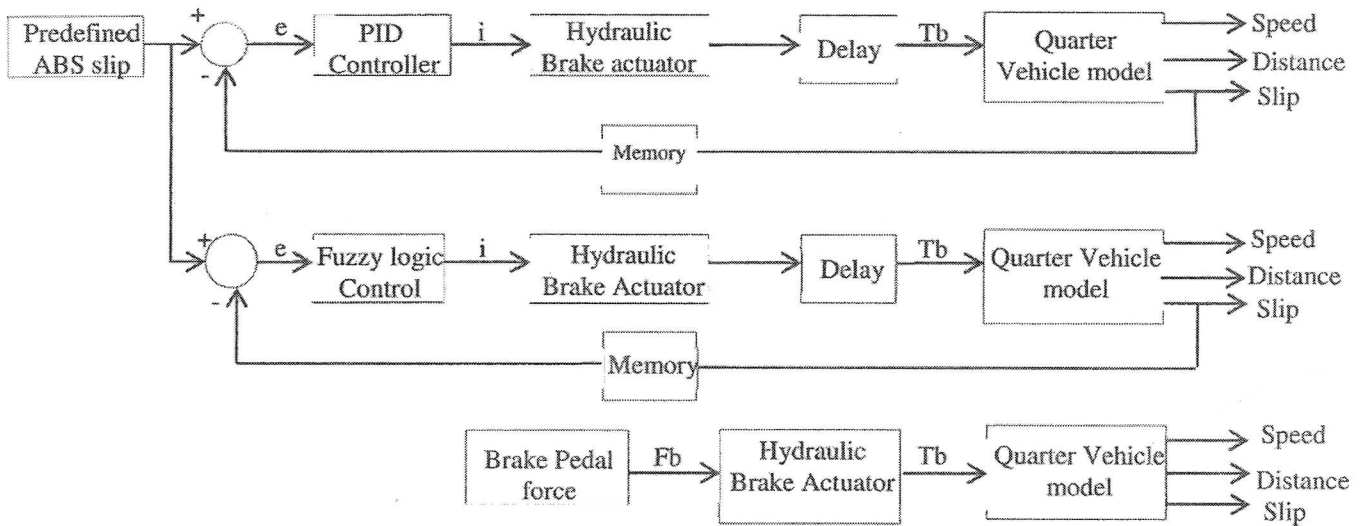 Predefined
ABS slip
+
-
e
PID
Controller
i
Hydraulic
Brake actuator
Delay
Tb
Quarter
Vehicle model
Speed
Distance
Slip
Memory
+
-
e
Fuzzy logic
Control
i
Hydraulic
Brake Actuator
Delay
Tb
Quarter Vehicle
model
Speed
Distance
Slip
Memory
Brake Pedal
force
Fb
Hydraulic
Brake Actuator
Tb
Quarter Vehicle
model
Speed
Distance
Slip